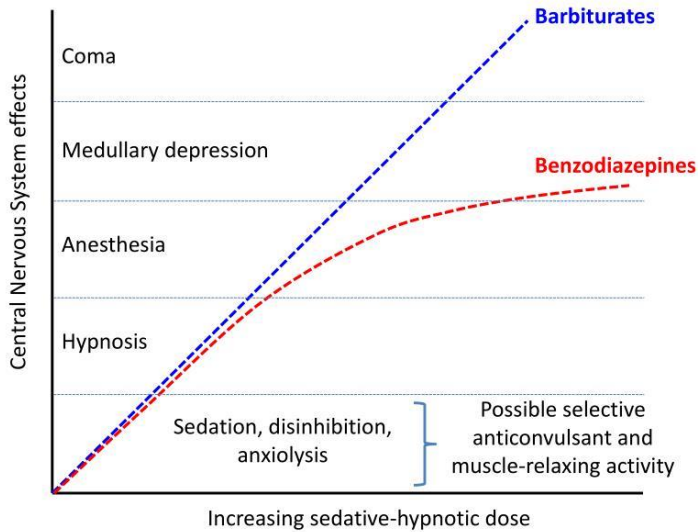 Barbiturates
Coma
Medullary depression
Benzodiazepines
Anesthesia
Hypnosis
Sedation, disinhibition,
anxiolysis
Possible selective
anticonvulsant and
muscle-relaxing activity
Central Nervous System effects
Increasing sedative-hypnotic dose